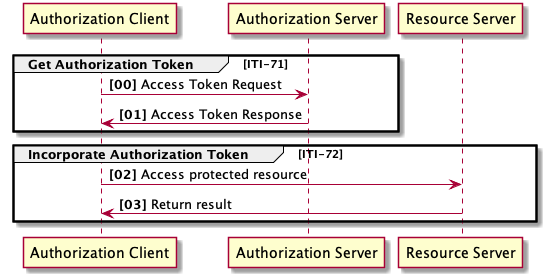 Authorization Client Authorization Server Resource Server
Get Authorization Token [ITI-71]
[00] Access Token Request
[01] Access Token Response
Incorporate Authorization Token [ITI-72]
[02] Access protected resource
[03] Return result
Authorization Client Authorization Server Resource Server